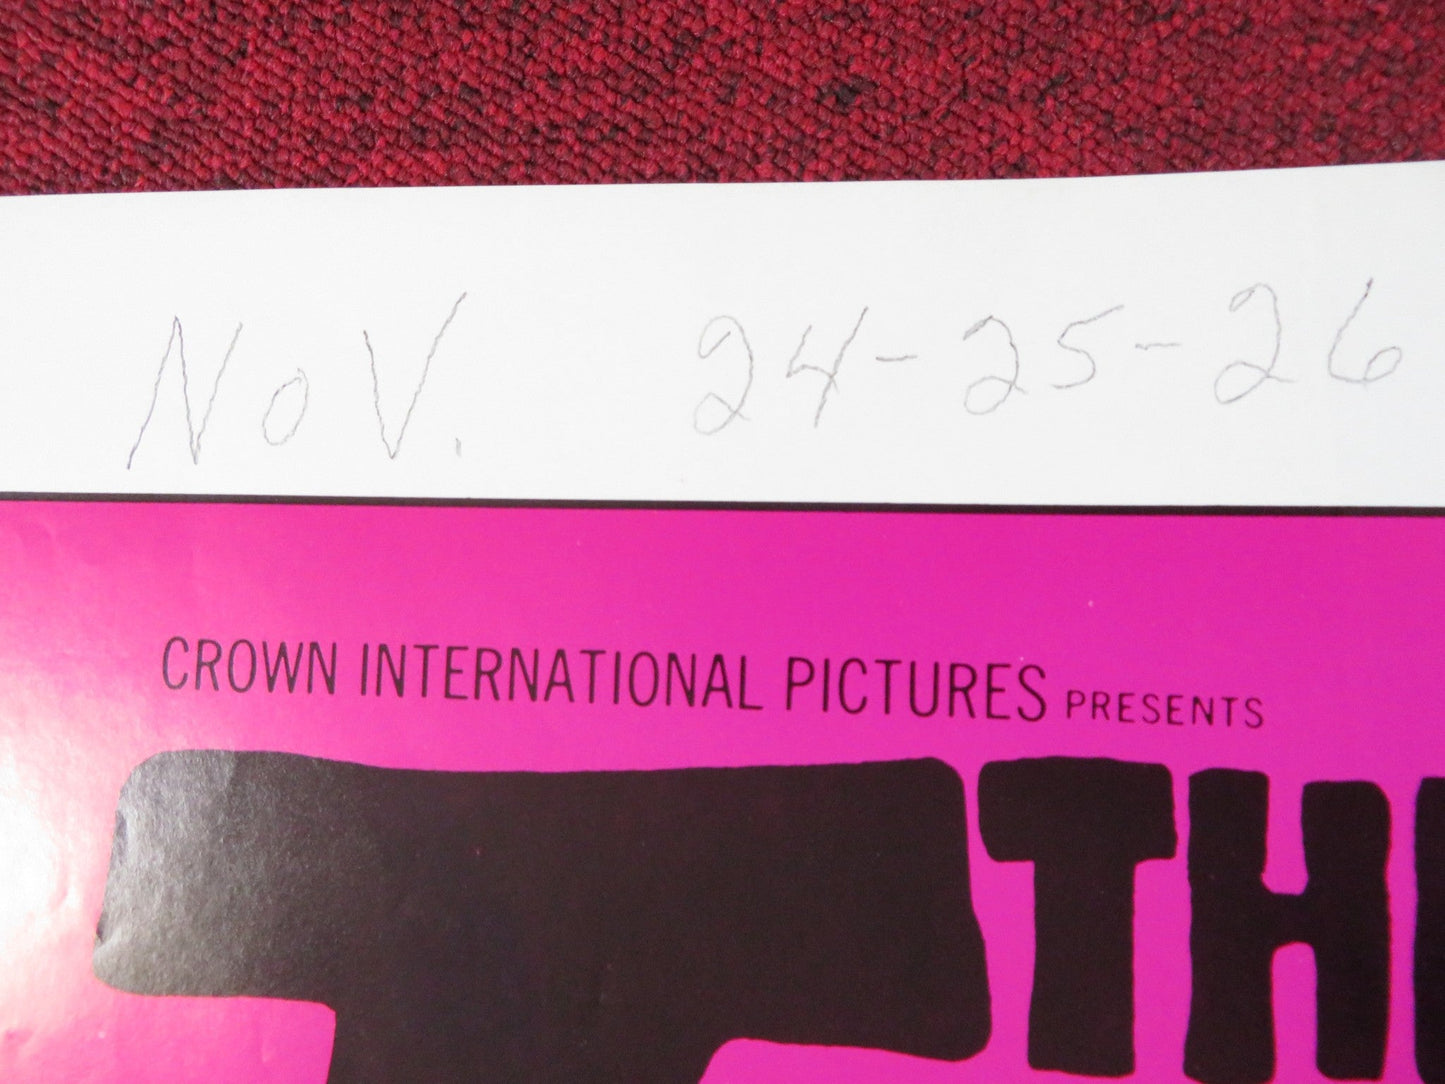 NoV. 24-25-26
CROWN INTERNATIONAL PICTURES PRESENTS